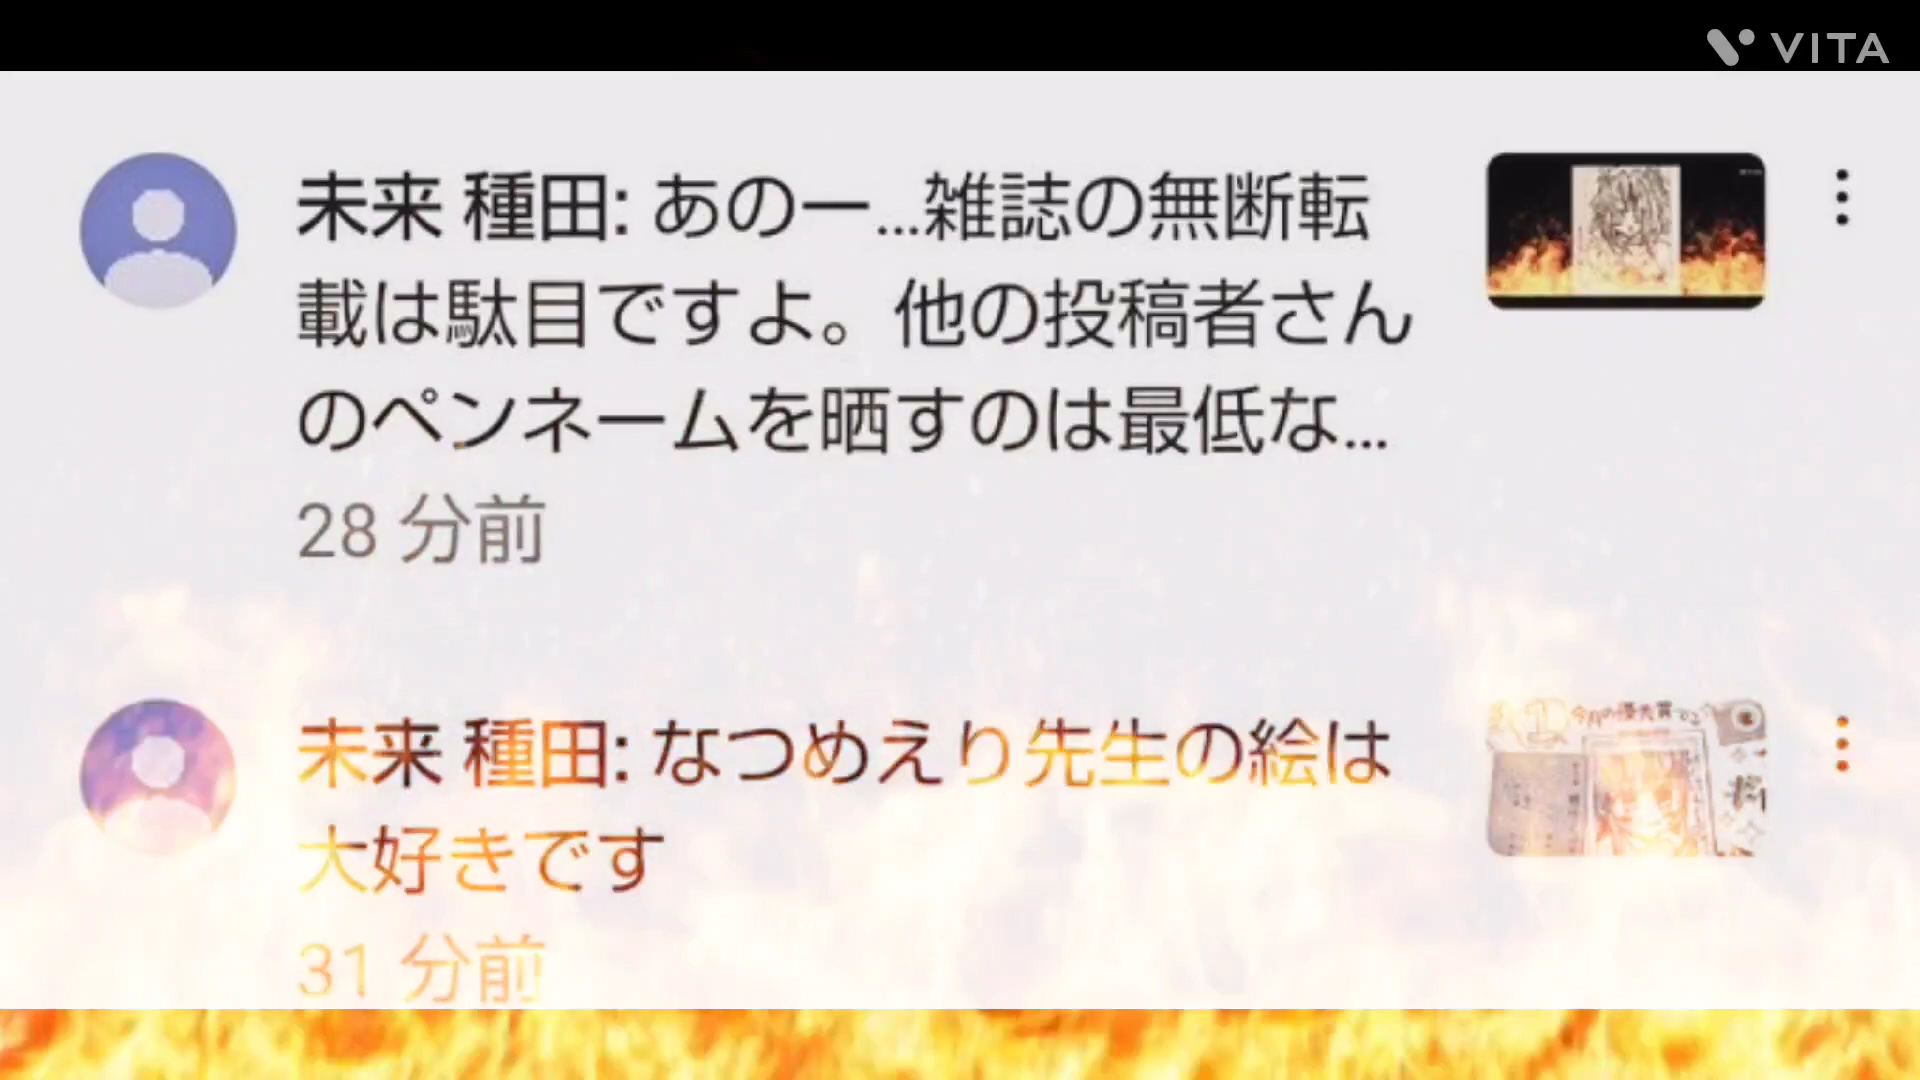 VITA
未来 種田: あのー...雑誌の無断転
載は駄目ですよ。他の投稿者さん
のペンネームを晒すのは最低な...
28 分前
未来 種田: なつめえり先生の絵は
大好きです
31 分前